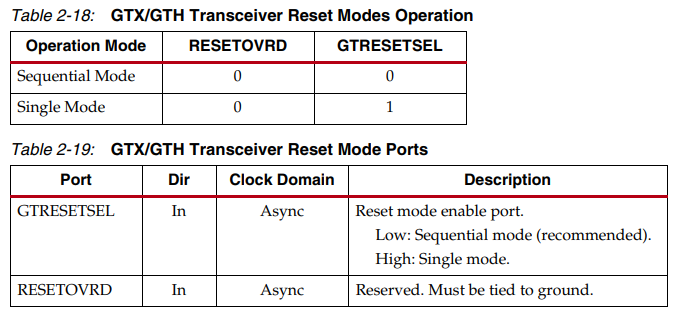 Table 2-18: GTX/GTH Transceiver Reset Modes Operation
Operation Mode RESETOVRD GTRESETSEL
Sequential Mode 0 0
Single Mode 0 1
Table 2-19: GTX/GTH Transceiver Reset Mode Ports
Port Dir Clock Domain Description
GTRESETSEL In Async Reset mode enable port.
Low: Sequential mode (recommended).
High: Single mode.
RESETOVRD In Async Reserved. Must be tied to ground.